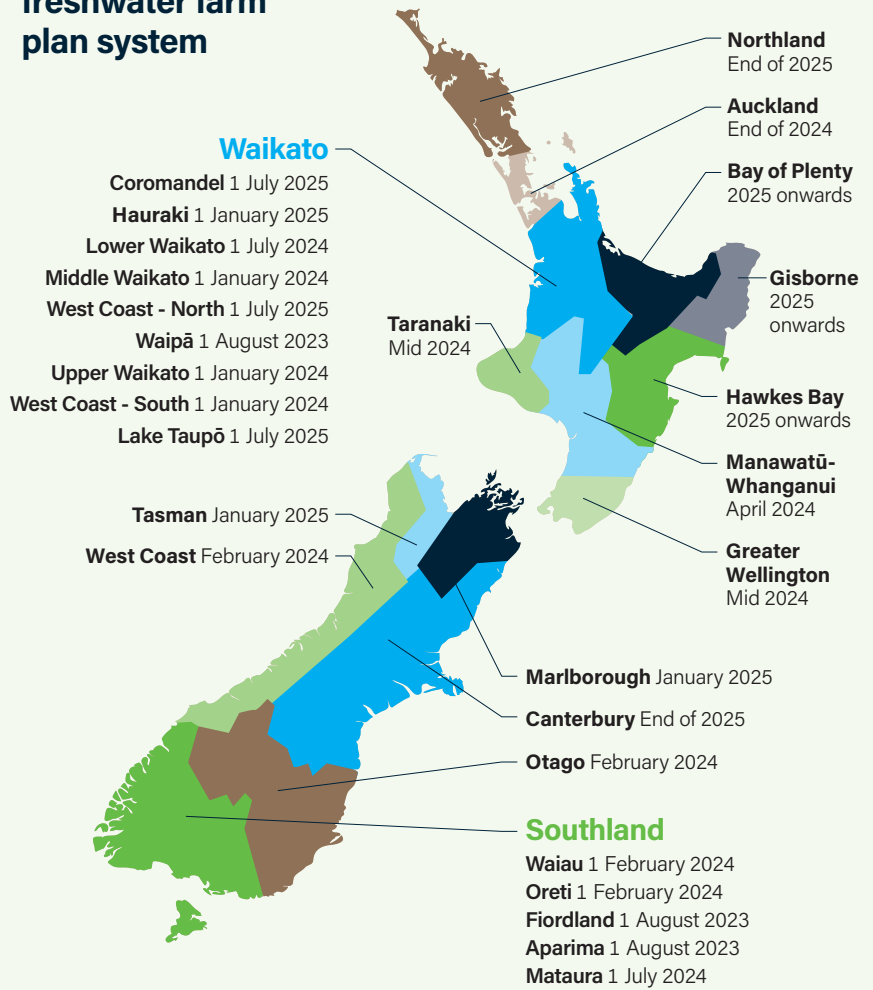 freshwater farm
plan system
Waikato
Coromandel 1 July 2025
Hauraki 1 January 2025
Lower Waikato 1 July 2024
Middle Waikato 1 January 2024
West Coast - North 1 July 2025
Waipā 1 August 2023
Upper Waikato 1 January 2024
West Coast - South 1 January 2024
Lake Taupō 1 July 2025
Northland
End of 2025
Auckland
End of 2024
Bay of Plenty
2025 onwards
Gisborne
2025
onwards
Taranaki
Mid 2024
Hawkes Bay
2025 onwards
Manawatū-
Whanganui
April 2024
Greater
Wellington
Mid 2024
Tasman January 2025
West Coast February 2024
Marlborough January 2025
Canterbury End of 2025
Otago February 2024
Southland
Waiau 1 February 2024
Oreti 1 February 2024
Fiordland 1 August 2023
Aparima 1 August 2023
Mataura 1 July 2024